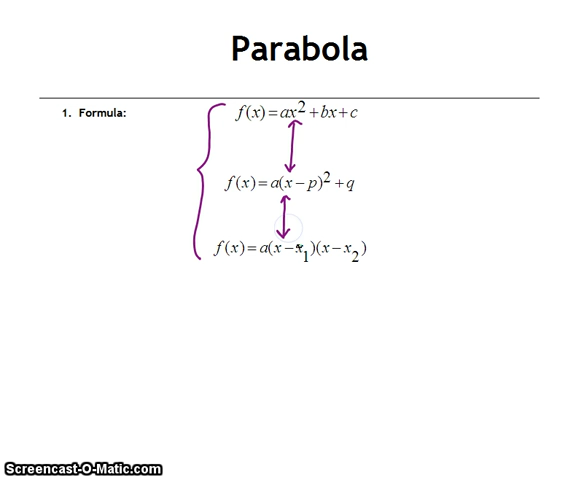 Parabola
1. Formula: f(x)=ax²+bx+c
f(x)=a(x−p)²+q
f(x)=a(x−x₁)(x−x₂)
Screencast-O-Matic.com